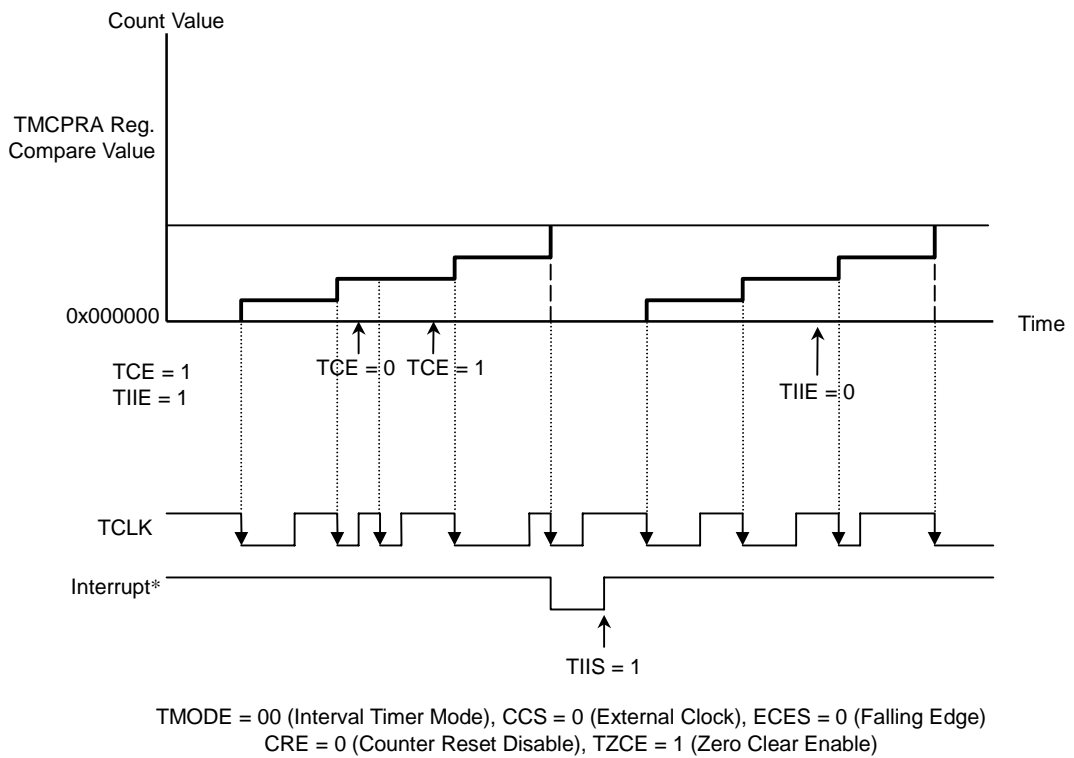 Count Value
TMCPRA Reg.
Compare Value
0x000000
Time
TCE = 1
TIIE = 1
TCE = 0 TCE = 1
TIIE = 0
TCLK
Interrupt*
TIIS = 1
TMODE = 00 (Interval Timer Mode), CCS = 0 (External Clock), ECES = 0 (Falling Edge)
CRE = 0 (Counter Reset Disable), TZCE = 1 (Zero Clear Enable)